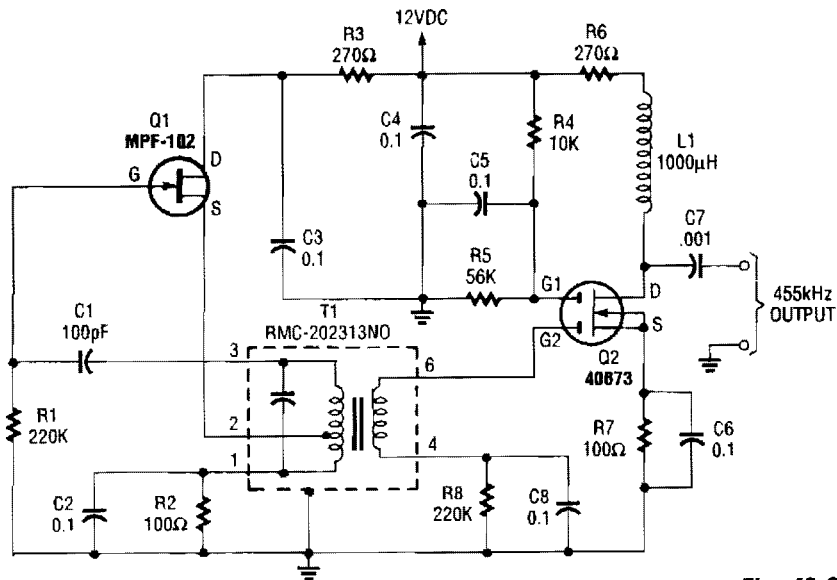 12VDC
R3
270Ω
R6
270Ω
Q1
MPF-102
D
G
S
C4
0.1
R4
10K
L1
1000µH
C5
0.1
C3
0.1
R5
56K
C7
.001
G1
G2
D
S
455kHz
OUTPUT
Q2
40673
C1
100pF
T1
RMC-202313NO
3
6
2
1
4
R1
220K
R7
100Ω
C6
0.1
C2
0.1
R2
100Ω
R8
220K
C8
0.1